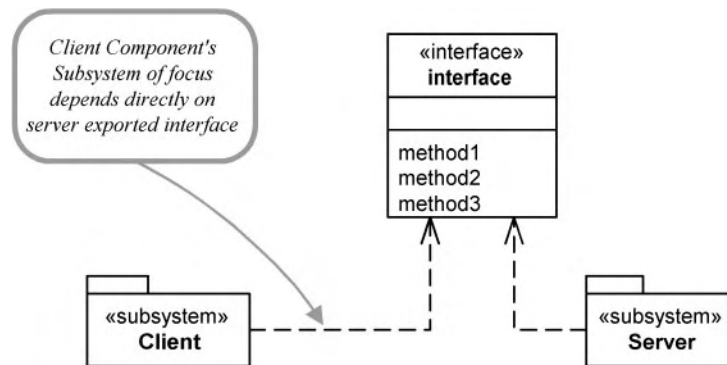 Client Component's
Subsystem of focus
depends directly on
server exported interface
«interface»
interface
method1
method2
method3
«subsystem»
Client
«subsystem»
Server